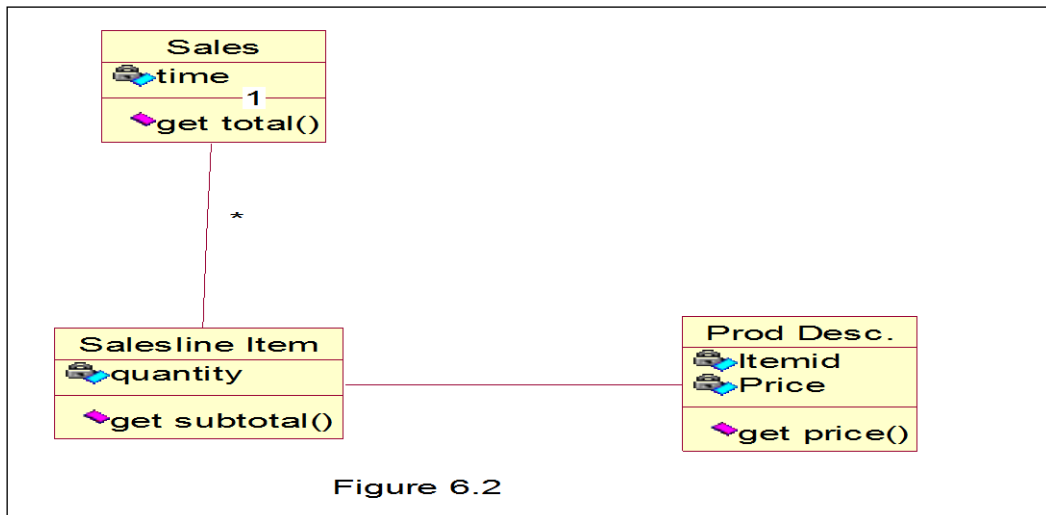 Sales
time
1
get total()
*
Salesline Item
quantity
get subtotal()
Prod Desc.
Itemid
Price
get price()
Figure 6.2